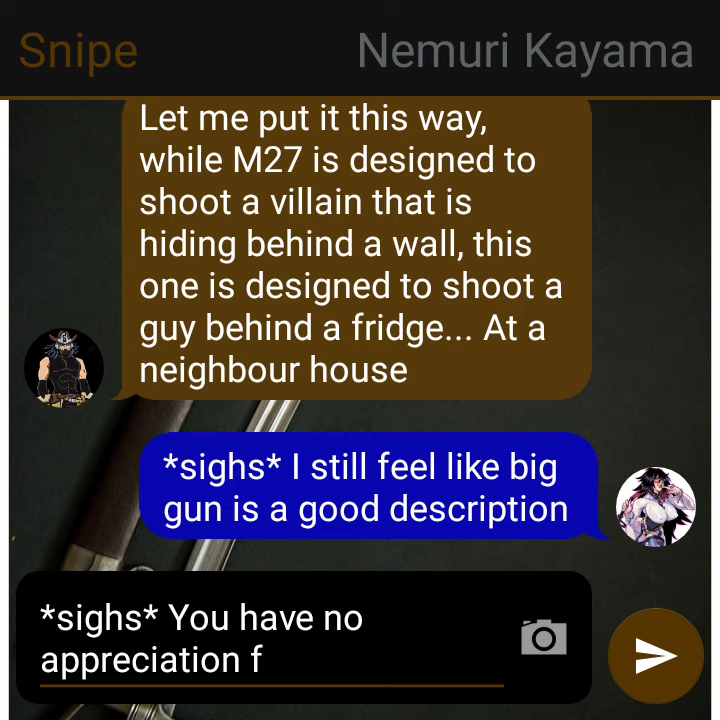 Snipe
Nemuri Kayama
Let me put it this way,
while M27 is designed to
shoot a villain that is
hiding behind a wall, this
one is designed to shoot a
guy behind a fridge... At a
neighbour house
*sighs* I still feel like big
gun is a good description
*sighs* You have no
appreciation f